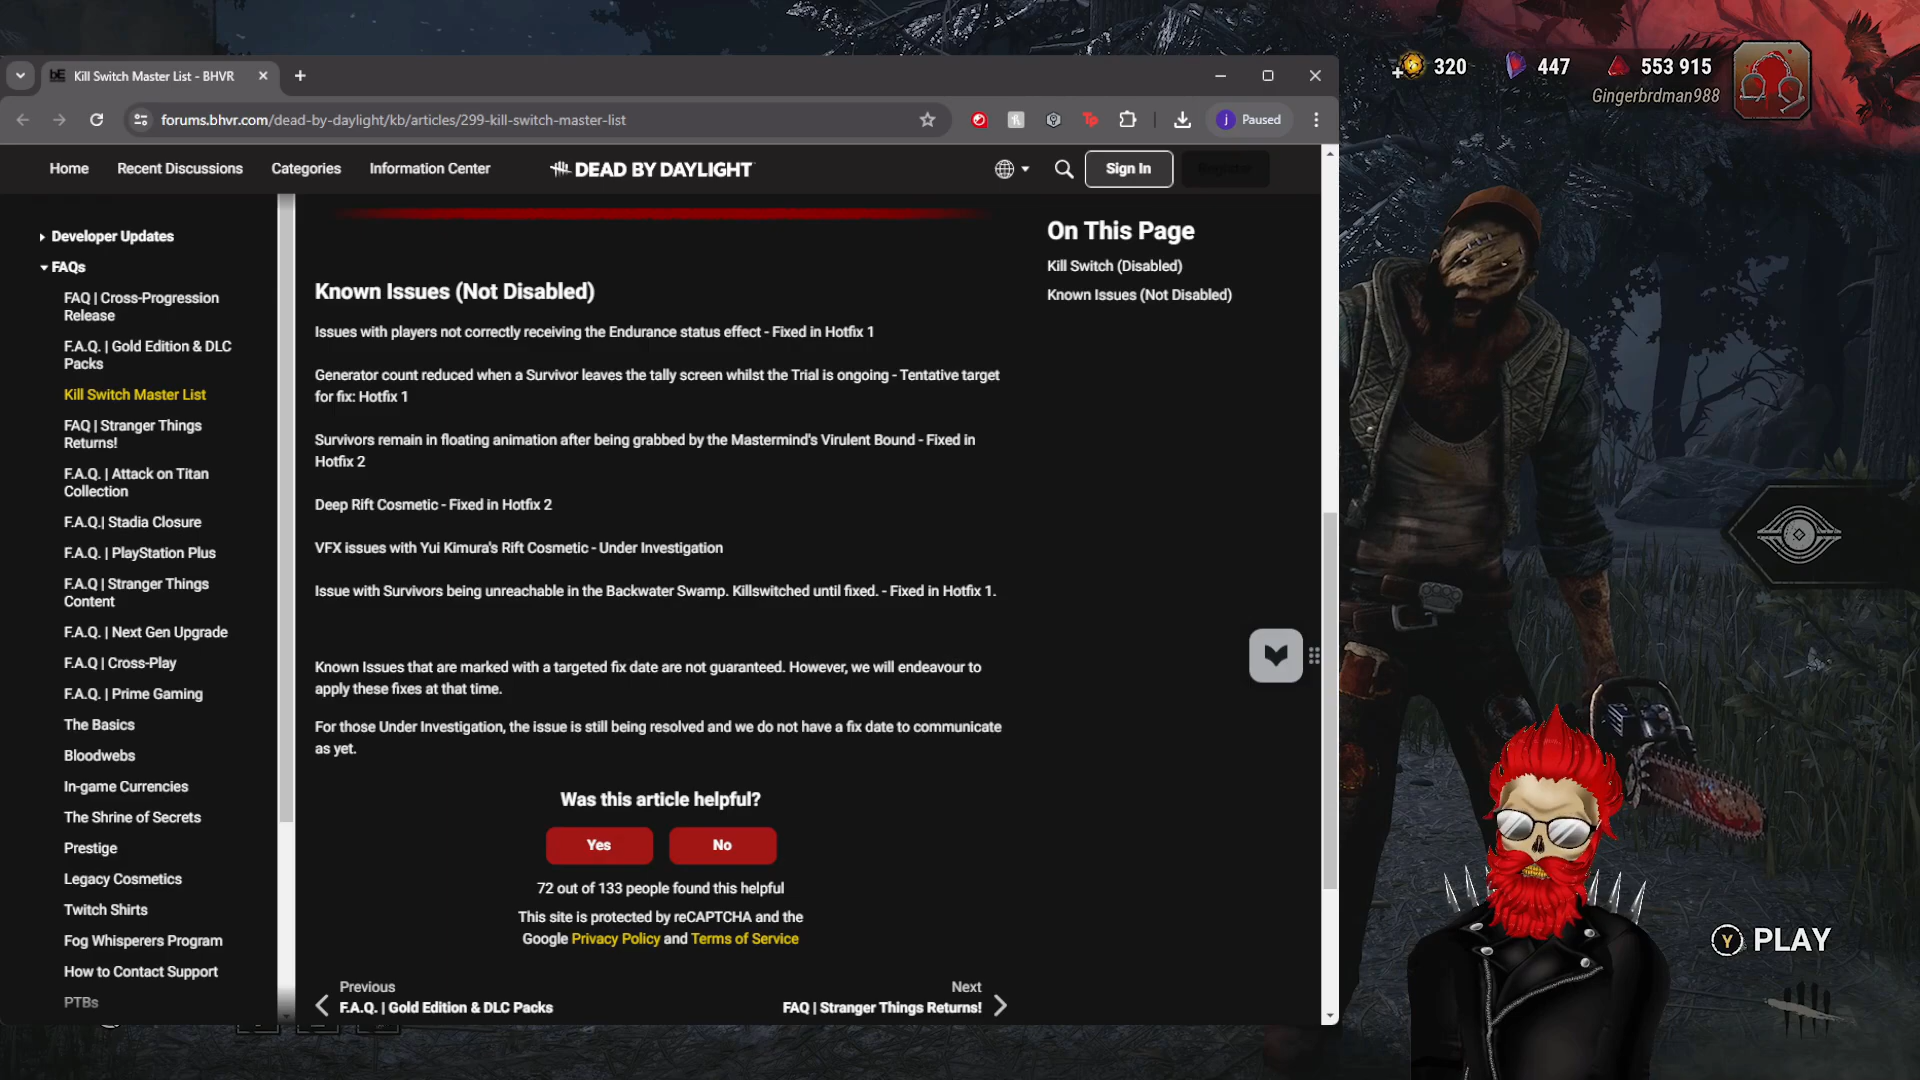 Kill Switch Master List - BHVR
320
447
553 915
Gingerbrdman988
forums.bhvr.com/dead-by-daylight/kb/articles/299-kill-switch-master-list
j Paused
Home
Recent Discussions
Categories
Information Center
DEAD BY DAYLIGHT
Sign In
Register
Developer Updates
FAQs
FAQ | Cross-Progression
Release
F.A.Q. | Gold Edition & DLC
Packs
Kill Switch Master List
FAQ | Stranger Things
Returns!
F.A.Q. | Attack on Titan
Collection
F.A.Q.| Stadia Closure
F.A.Q. | PlayStation Plus
F.A.Q | Stranger Things
Content
F.A.Q. | Next Gen Upgrade
F.A.Q | Cross-Play
F.A.Q. | Prime Gaming
The Basics
Bloodwebs
In-game Currencies
The Shrine of Secrets
Prestige
Legacy Cosmetics
Twitch Shirts
Fog Whisperers Program
How to Contact Support
PTBs
Known Issues (Not Disabled)
Issues with players not correctly receiving the Endurance status effect - Fixed in Hotfix 1
Generator count reduced when a Survivor leaves the tally screen whilst the Trial is ongoing - Tentative target
for fix: Hotfix 1
Survivors remain in floating animation after being grabbed by the Mastermind's Virulent Bound - Fixed in
Hotfix 2
Deep Rift Cosmetic - Fixed in Hotfix 2
VFX issues with Yui Kimura's Rift Cosmetic - Under Investigation
Issue with Survivors being unreachable in the Backwater Swamp. Killswitched until fixed. - Fixed in Hotfix 1.
Known Issues that are marked with a targeted fix date are not guaranteed. However, we will endeavour to
apply these fixes at that time.
For those Under Investigation, the issue is still being resolved and we do not have a fix date to communicate
as yet.
Was this article helpful?
Yes
No
72 out of 133 people found this helpful
This site is protected by reCAPTCHA and the
Google Privacy Policy and Terms of Service
Previous
F.A.Q. | Gold Edition & DLC Packs
Next
FAQ | Stranger Things Returns!
On This Page
Kill Switch (Disabled)
Known Issues (Not Disabled)
Y PLAY